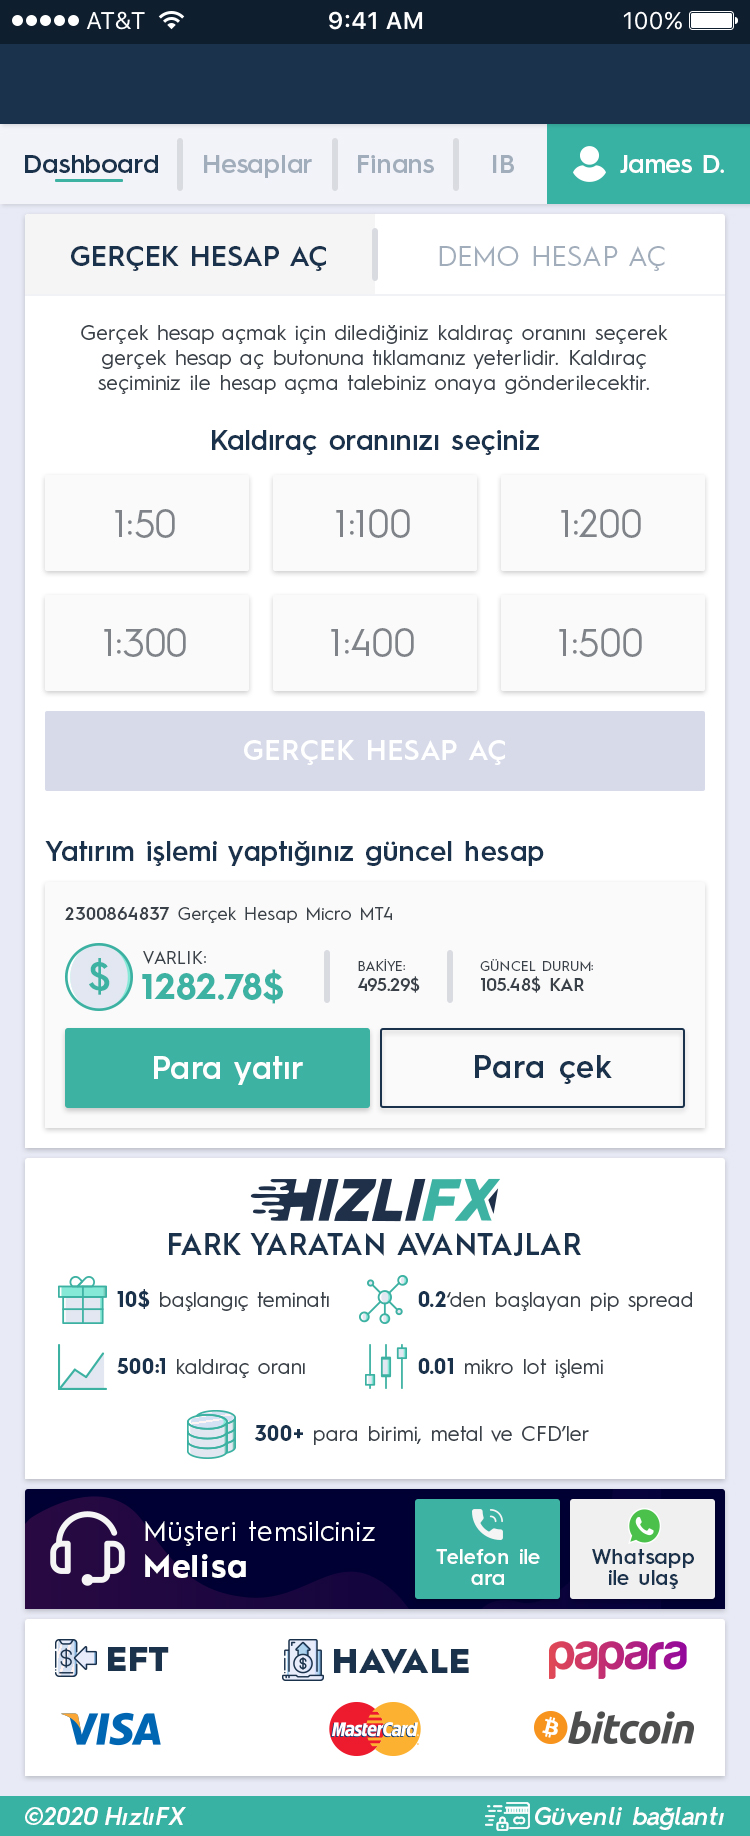 AT&T 9:41 AM 100%
Dashboard Hesaplar Finans IB James D.
GERÇEK HESAP AÇ DEMO HESAP AÇ
Gerçek hesap açmak için dilediğiniz kaldıraç oranını seçerek
gerçek hesap aç butonuna tıklamanız yeterlidir. Kaldıraç
seçiminiz ile hesap açma talebiniz onaya gönderilecektir.
Kaldıraç oranınızı seçiniz
1:50 1:100 1:200
1:300 1:400 1:500
GERÇEK HESAP AÇ
Yatırım işlemi yaptığınız güncel hesap
2300864837 Gerçek Hesap Micro MT4
VARLIK: BAKİYE: GÜNCEL DURUM:
$ 1282.78$ 495.29$ 105.48$ KAR
Para yatır Para çek
HIZLIFX
FARK YARATAN AVANTAJLAR
10$ başlangıç teminatı 0.2'den başlayan pip spread
500:1 kaldıraç oranı 0.01 mikro lot işlemi
300+ para birimi, metal ve CFD'ler
Müşteri temsilciniz
Melisa
Telefon ile
ara
Whatsapp
ile ulaş
EFT HAVALE papara
VISA MasterCard bitcoin
©2020 HızlıFX Güvenli bağlantı